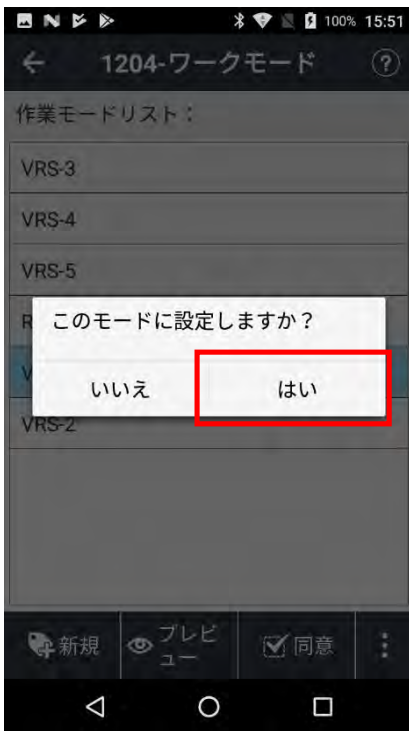 100% 15:51
1204-ワークモード
作業モードリスト：
VRS-3
VRS-4
VRS-5
R
このモードに設定しますか？
V
いいえ
はい
VRS-2
新規
プレビ
ュー
同意